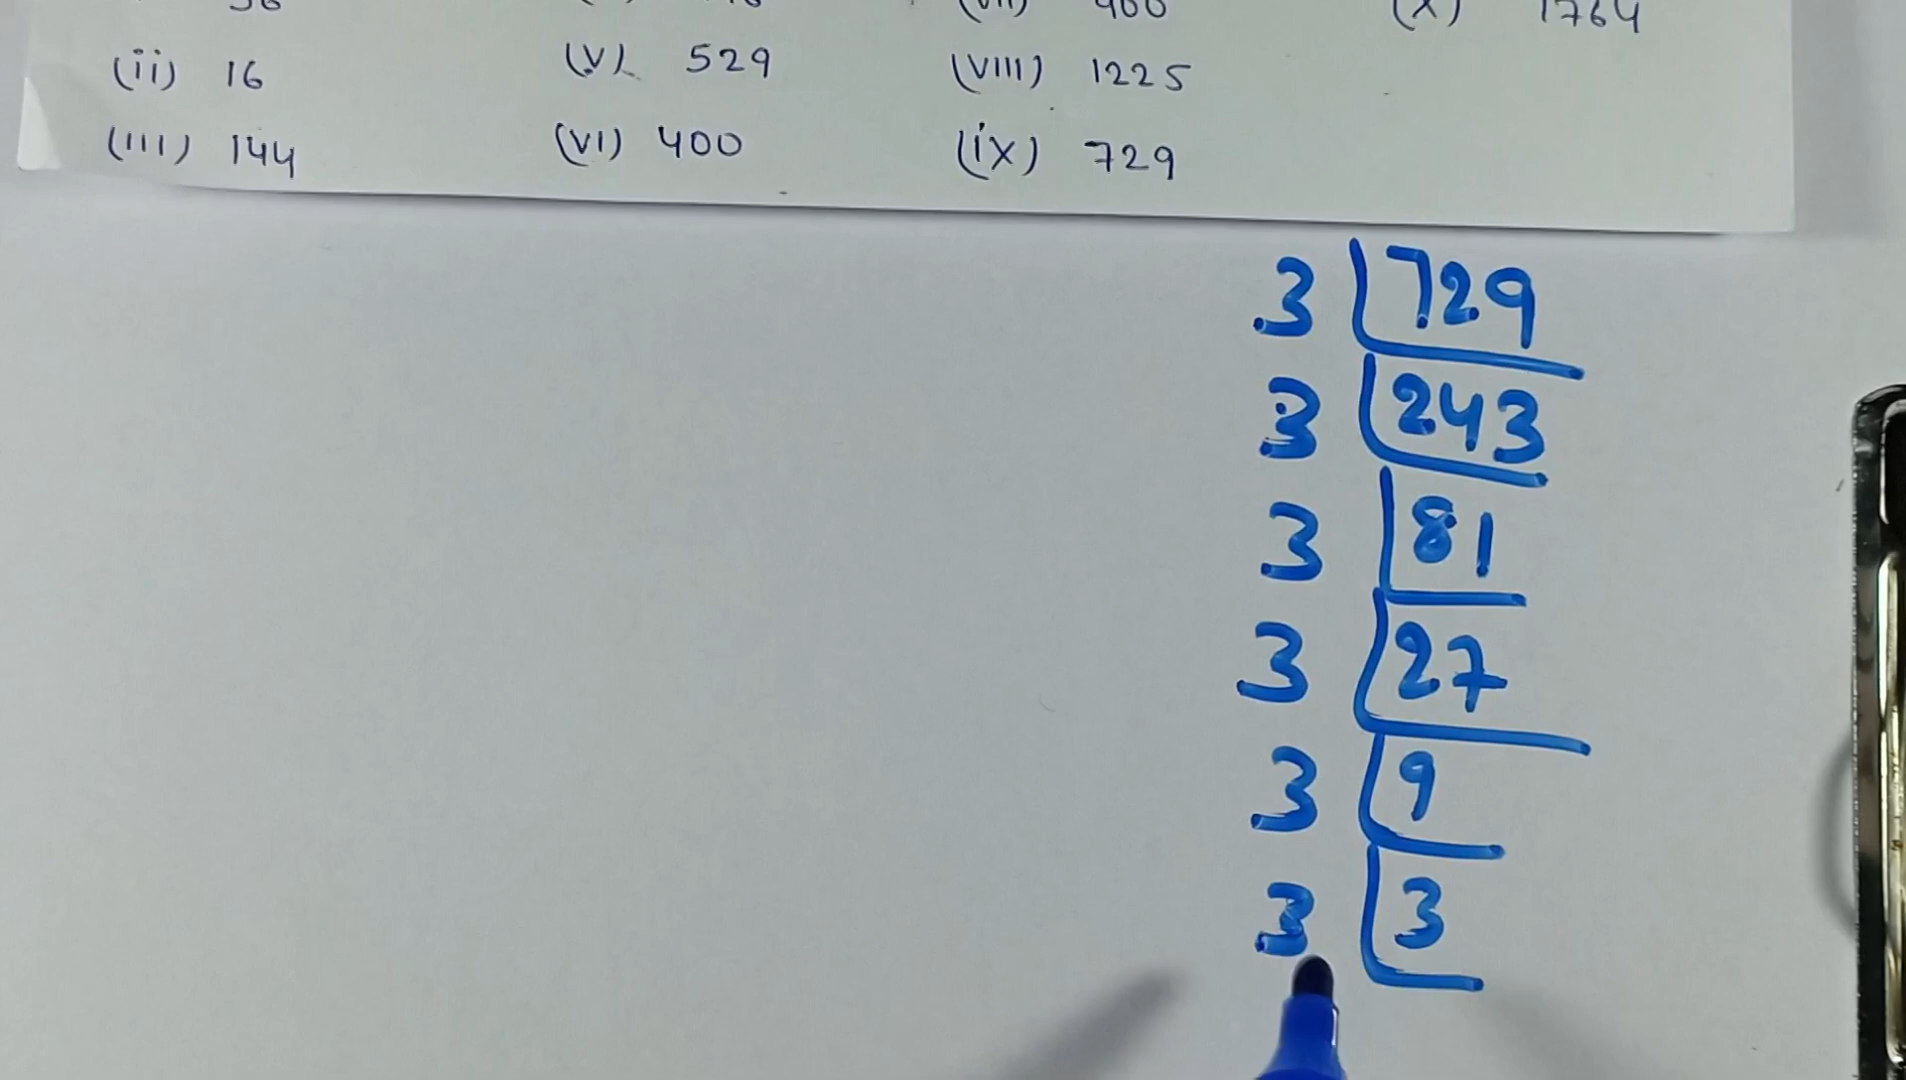 (X) 1764
(ii) 16 (V) 529 (VIII) 1225
(III) 144 (VI) 400 (ix) 729
3 729
3 243
3 81
3 27
3 9
3 3